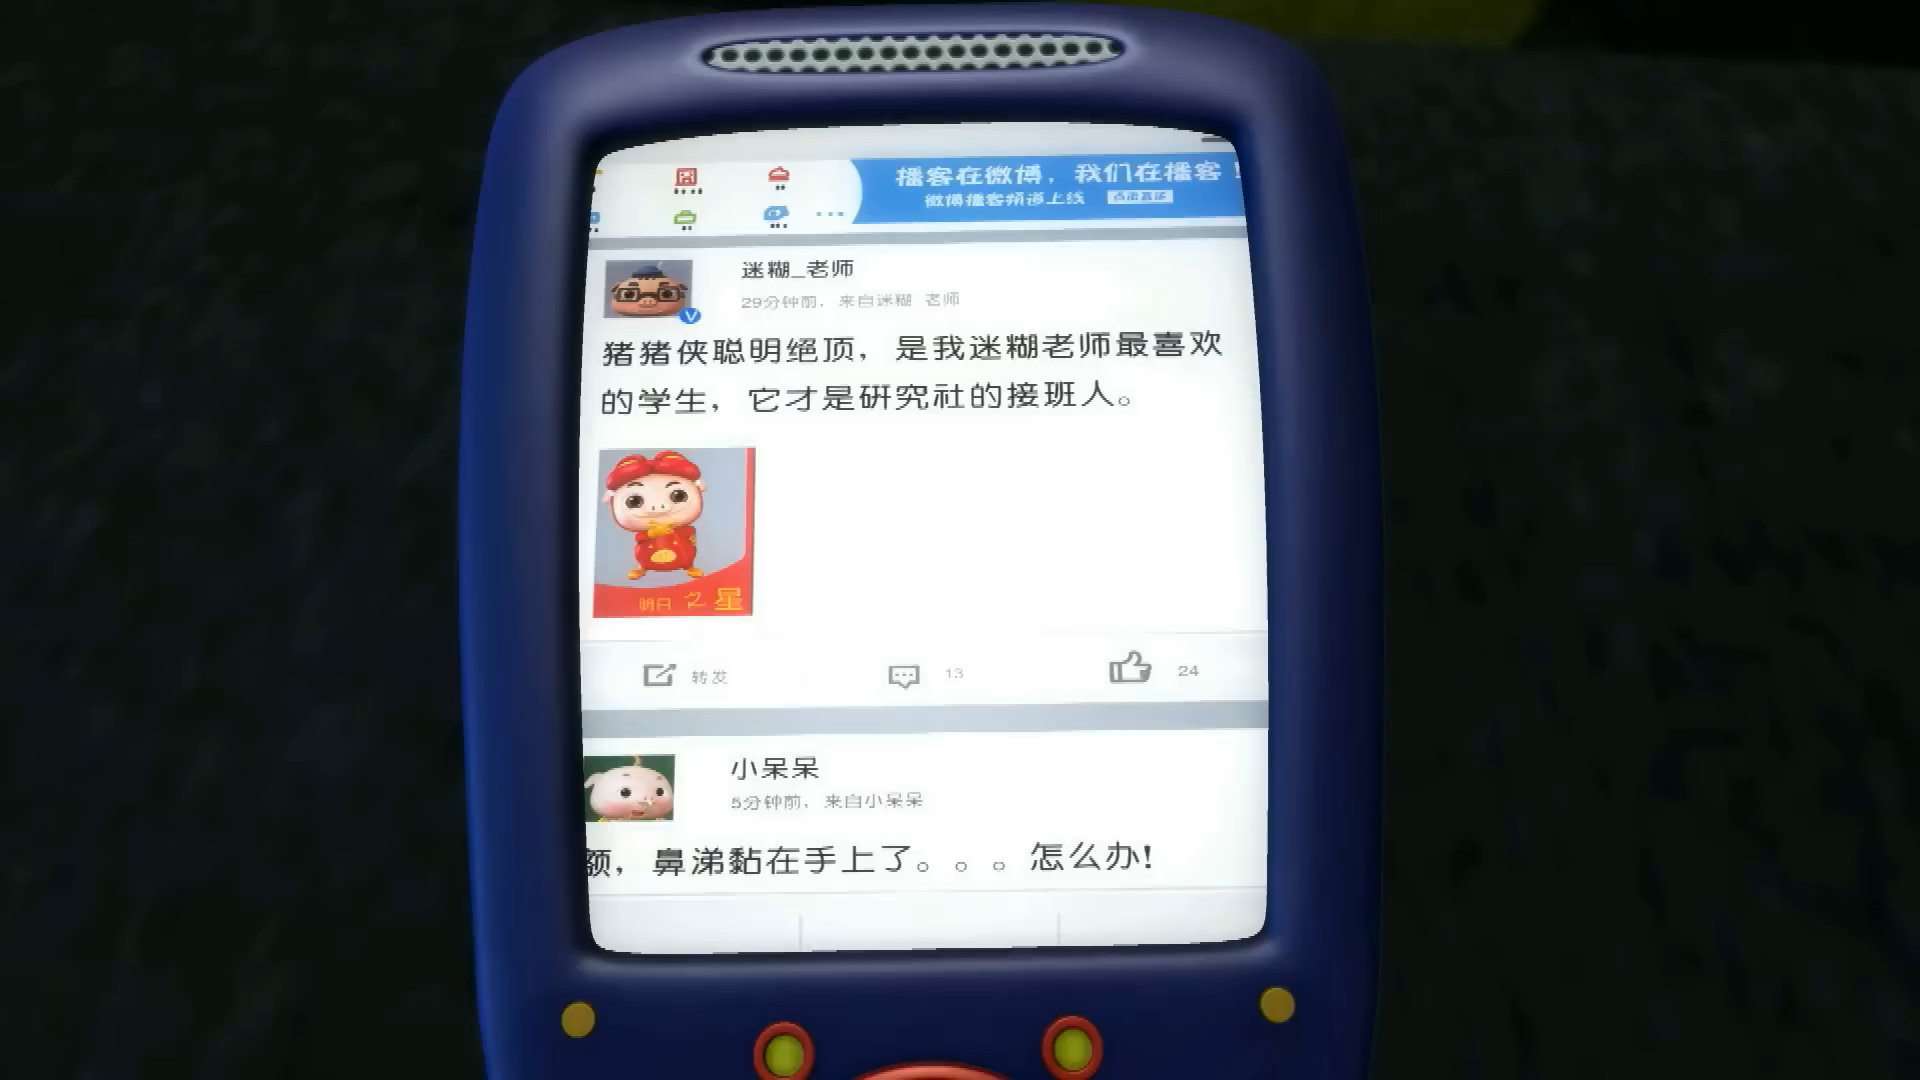 播客在微博，我们在播客！
微博播客频道上线
迷糊_老师
29分钟前，来自迷糊 老师
猪猪侠聪明绝顶，是我迷糊老师最喜欢
的学生，它才是研究社的接班人。
明日之星
转发
13
24
小呆呆
5分钟前，来自小呆呆
额，鼻涕黏在手上了。。。怎么办!